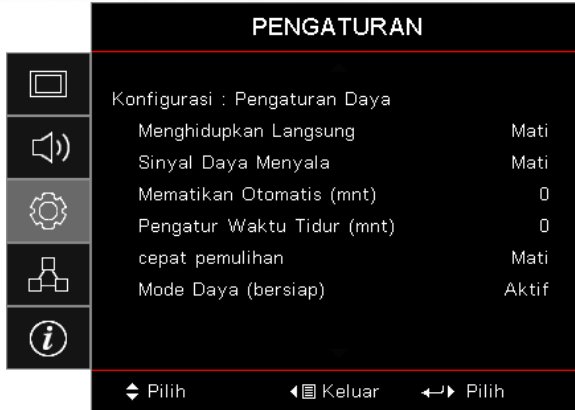 PENGATURAN
Konfigurasi : Pengaturan Daya
Menghidupkan Langsung Mati
Sinyal Daya Menyala Mati
Mematikan Otomatis (mnt) 0
Pengatur Waktu Tidur (mnt) 0
cepat pemulihan Mati
Mode Daya (bersiap) Aktif
Pilih Keluar Pilih